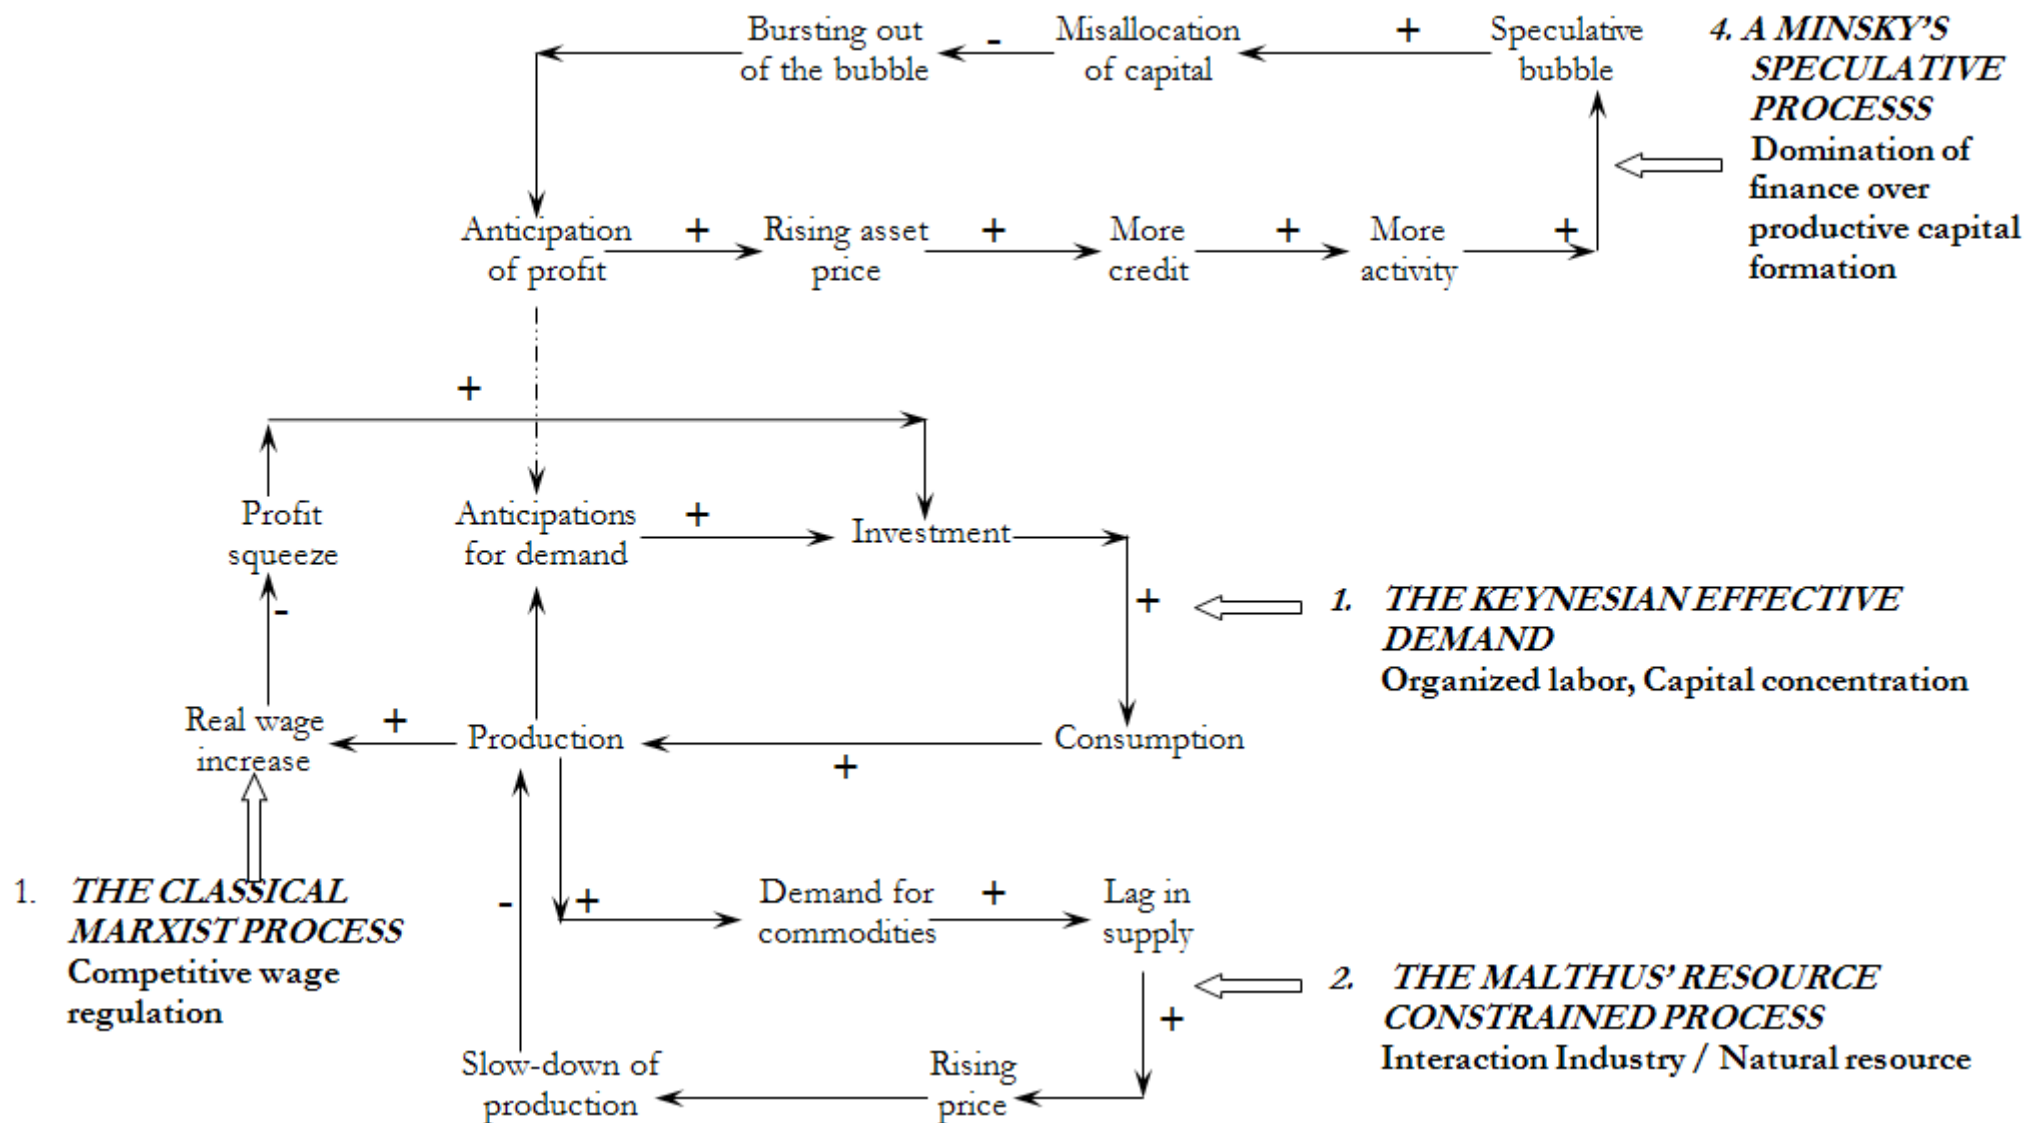 Bursting out
of the bubble
-
Misallocation
of capital
+
Speculative
bubble
4. A MINSKY'S
SPECULATIVE
PROCESSS
Domination of
finance over
productive capital
formation
Anticipation
of profit
+
Rising asset
price
+
More
credit
+
More
activity
+
+
Profit
squeeze
Anticipations
for demand
+
Investment
-
+
1. THE KEYNESIAN EFFECTIVE
DEMAND
Organized labor, Capital concentration
Real wage
increase
+
Production
+
Consumption
1. THE CLASSICAL
MARXIST PROCESS
Competitive wage
regulation
-
+
Demand for
commodities
+
Lag in
supply
+
2. THE MALTHUS' RESOURCE
CONSTRAINED PROCESS
Interaction Industry / Natural resource
Slow-down of
production
Rising
price